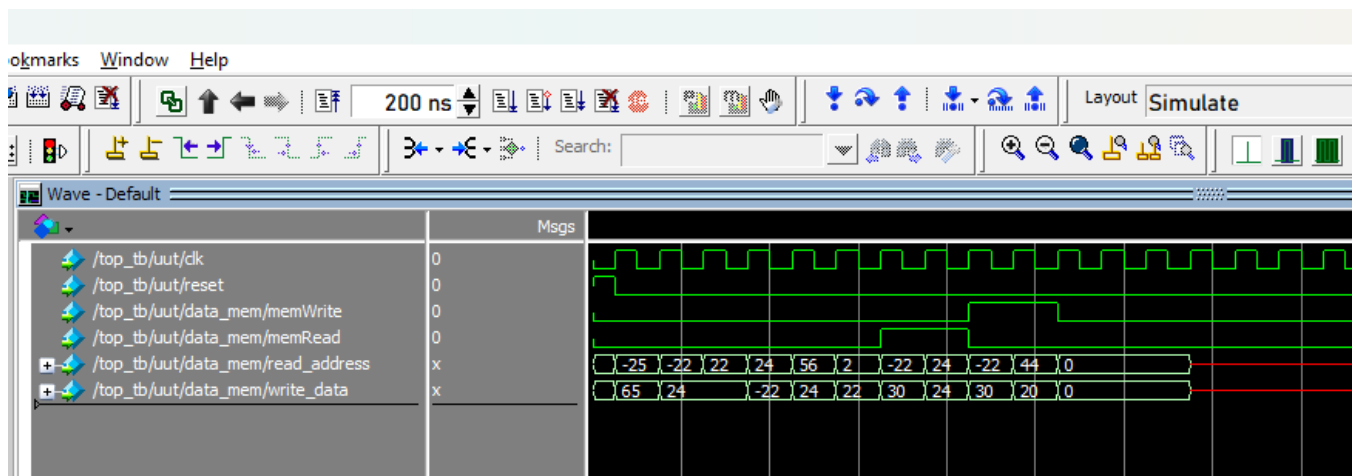 ookmarks Window Help
200 ns
Layout Simulate
Search:
Wave - Default
Msgs
/top_tb/uut/clk 0
/top_tb/uut/reset 0
/top_tb/uut/data_mem/memWrite 0
/top_tb/uut/data_mem/memRead 0
/top_tb/uut/data_mem/read_address x -25 -22 22 24 56 2 -22 24 -22 44 0
/top_tb/uut/data_mem/write_data x 65 24 -22 24 22 30 24 30 20 0